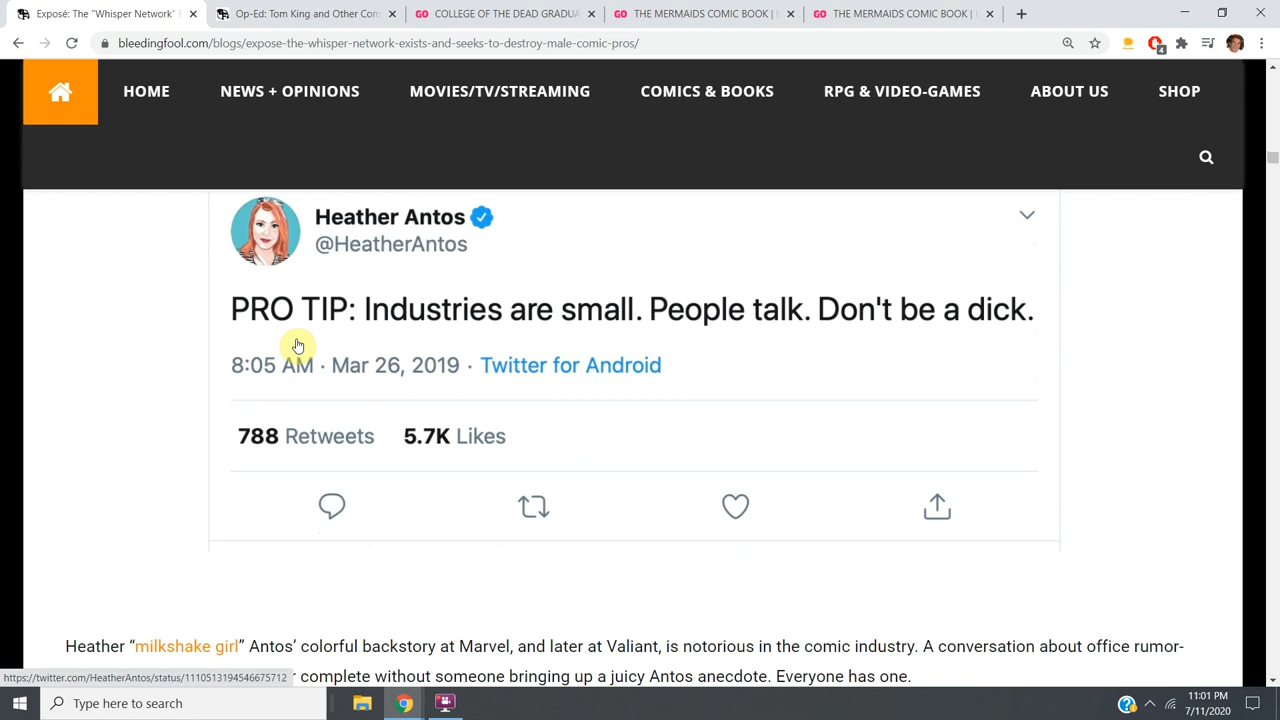 Exposé: The "Whisper Network" E
Op-Ed: Tom King and Other Com
GO COLLEGE OF THE DEAD GRADUA
GO THE MERMAIDS COMIC BOOK |
GO THE MERMAIDS COMIC BOOK |
bleedingfool.com/blogs/expose-the-whisper-network-exists-and-seeks-to-destroy-male-comic-pros/
4
HOME NEWS + OPINIONS MOVIES/TV/STREAMING COMICS & BOOKS RPG & VIDEO-GAMES ABOUT US SHOP
Heather Antos
@HeatherAntos
PRO TIP: Industries are small. People talk. Don't be a dick.
8:05 AM · Mar 26, 2019 · Twitter for Android
788 Retweets 5.7K Likes
Heather “milkshake girl” Antos’ colorful backstory at Marvel, and later at Valiant, is notorious in the comic industry. A conversation about office rumor-
complete without someone bringing up a juicy Antos anecdote. Everyone has one.
https://twitter.com/HeatherAntos/status/1110513194546675712
Type here to search
11:01 PM
7/11/2020